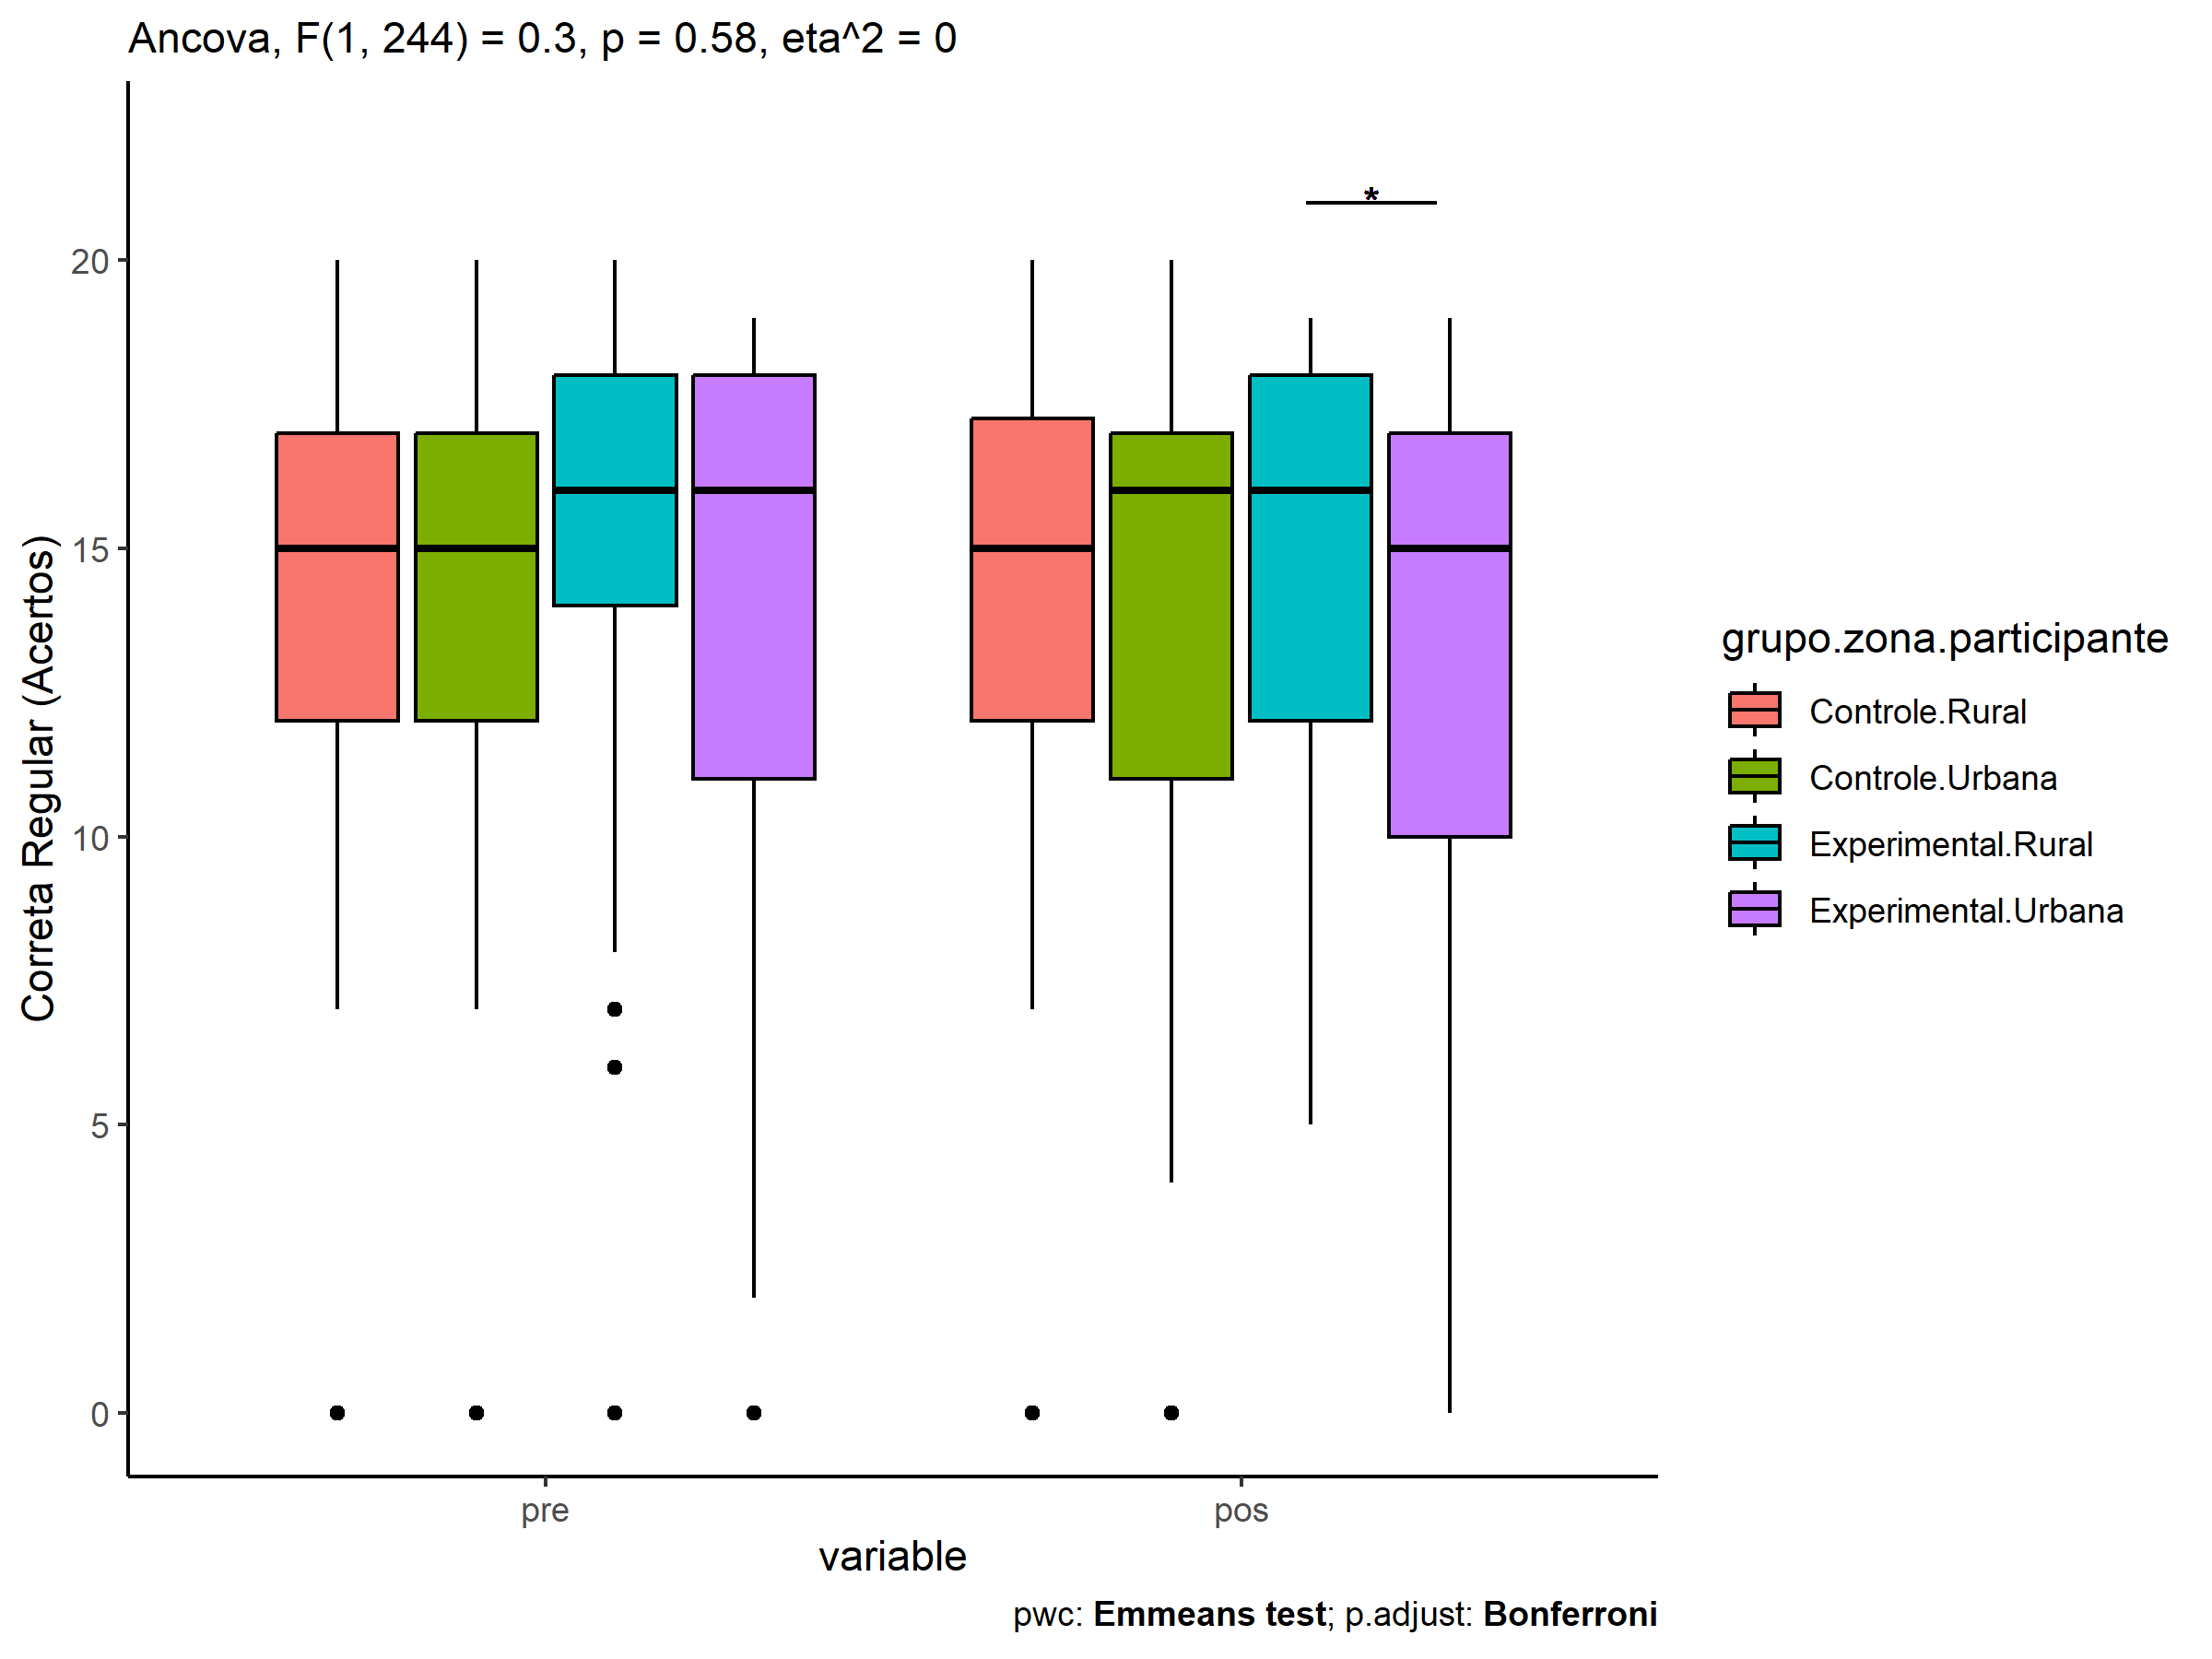 Ancova, F(1, 244) = 0.3, p = 0.58, eta^2 = 0
*
Correta Regular (Acertos)
20
15
10
5
0
pre
pos
variable
grupo.zona.participante
Controle.Rural
Controle.Urbana
Experimental.Rural
Experimental.Urbana
pwc: Emmeans test; p.adjust: Bonferroni